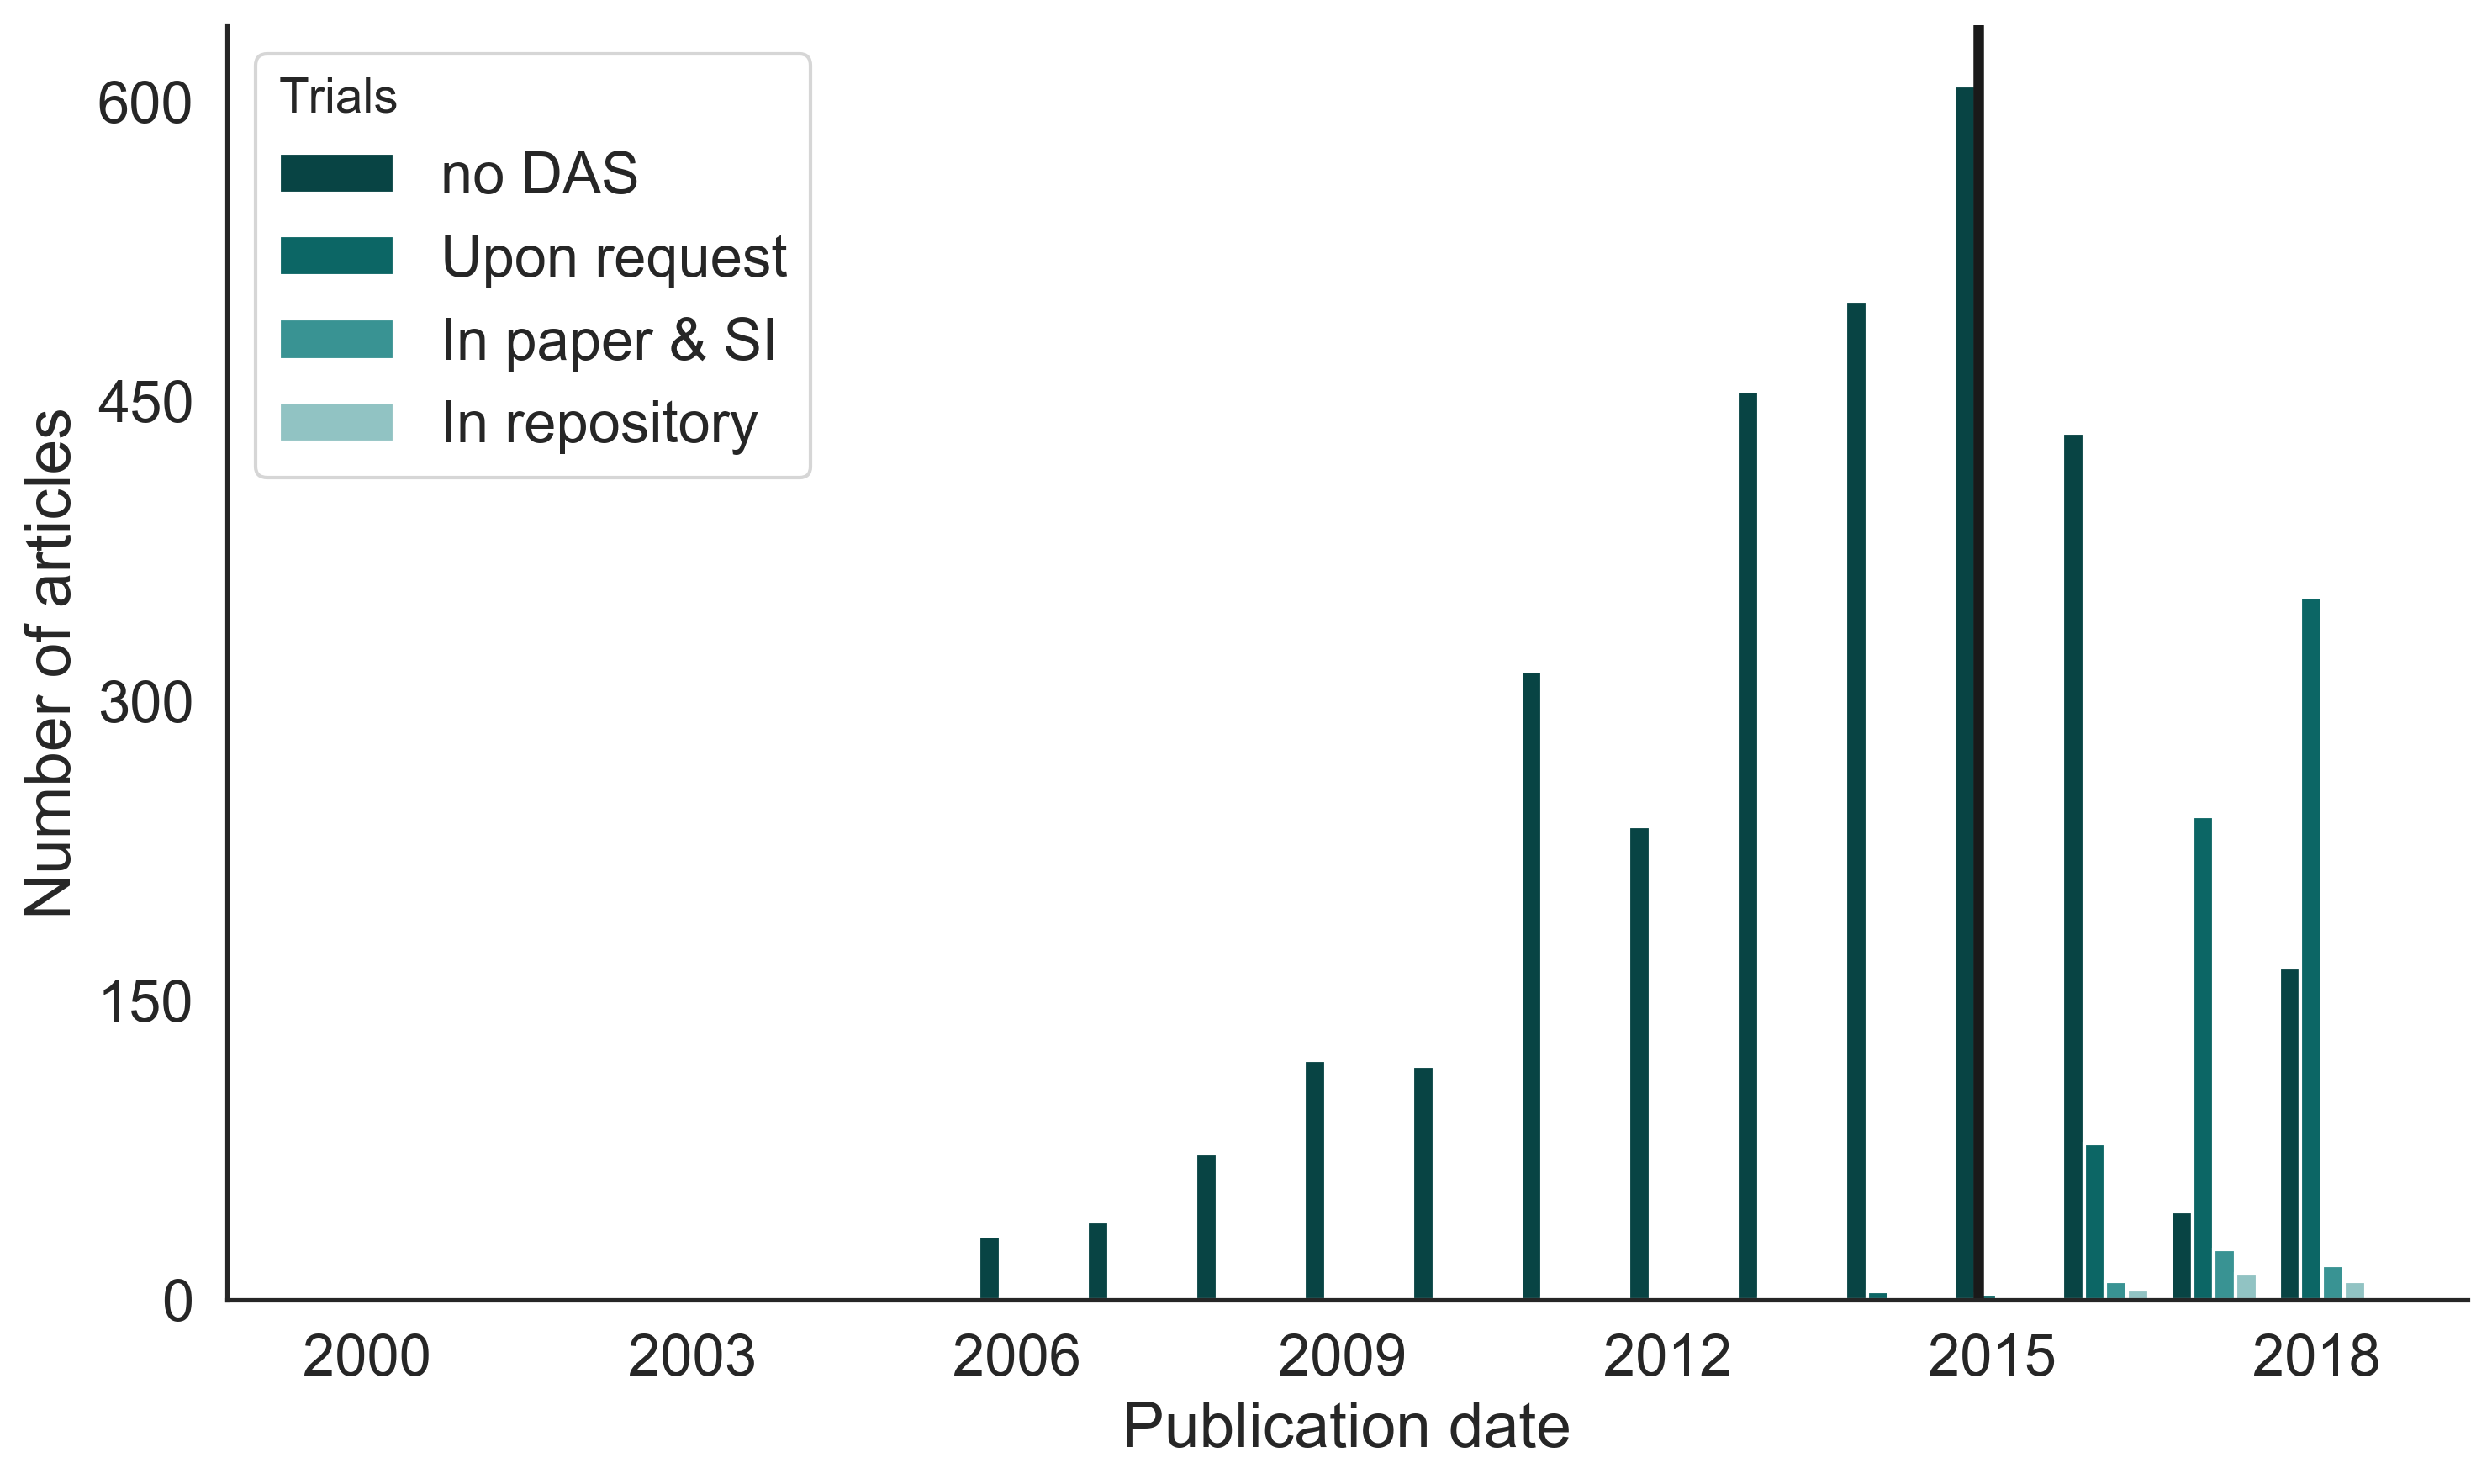 Trials
no DAS
Upon request
In paper & SI
In repository
Number of articles
600
450
300
150
0
2000 2003 2006 2009 2012 2015 2018
Publication date